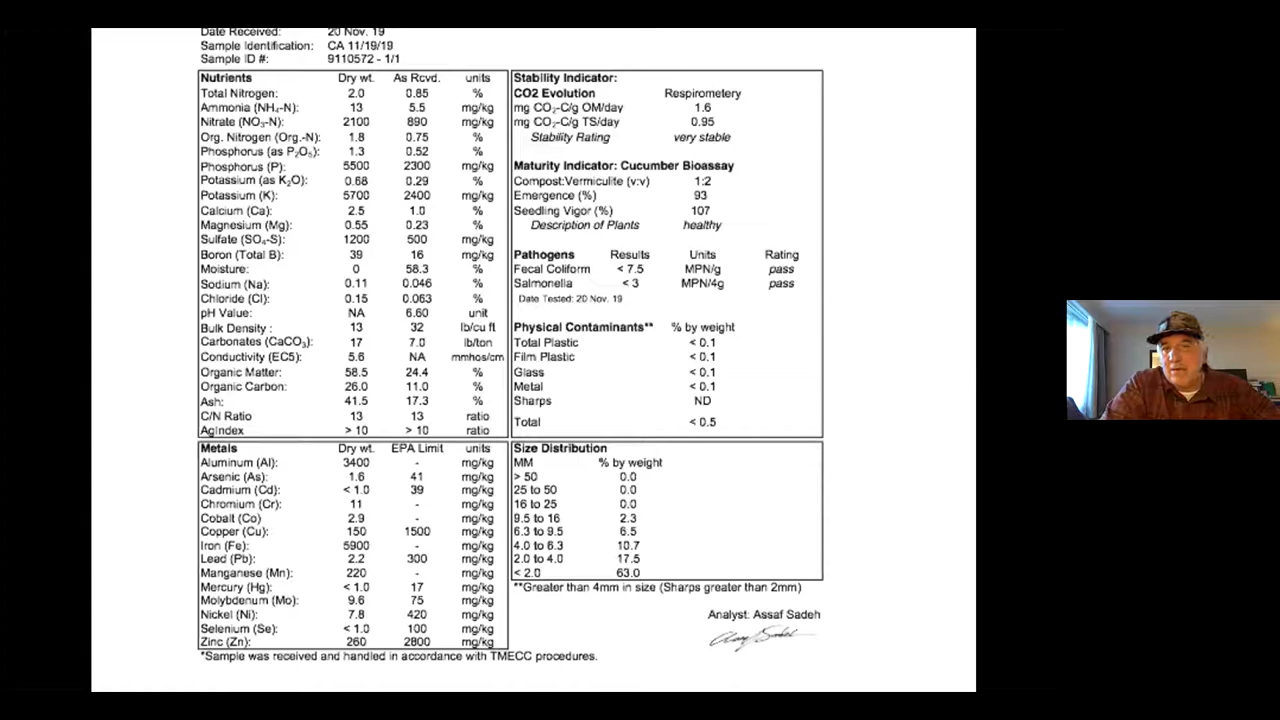 Date Received: 20 Nov. 19
Sample Identification: CA 11/19/19
Sample ID #: 9110572 - 1/1
Nutrients Dry wt. As Rcvd. units
Total Nitrogen: 2.0 0.85 %
Ammonia (NH4-N): 13 5.5 mg/kg
Nitrate (NO3-N): 2100 890 mg/kg
Org. Nitrogen (Org.-N): 1.8 0.75 %
Phosphorus (as P2O5): 1.3 0.52 %
Phosphorus (P): 5500 2300 mg/kg
Potassium (as K2O): 0.68 0.29 %
Potassium (K): 5700 2400 mg/kg
Calcium (Ca): 2.5 1.0 %
Magnesium (Mg): 0.55 0.23 %
Sulfate (SO4-S): 1200 500 mg/kg
Boron (Total B): 39 16 mg/kg
Moisture: 0 58.3 %
Sodium (Na): 0.11 0.046 %
Chloride (Cl): 0.15 0.063 %
pH Value: NA 6.60 unit
Bulk Density : 13 32 lb/cu ft
Carbonates (CaCO3): 17 7.0 lb/ton
Conductivity (EC5): 5.6 NA mmhos/cm
Organic Matter: 58.5 24.4 %
Organic Carbon: 26.0 11.0 %
Ash: 41.5 17.3 %
C/N Ratio 13 13 ratio
AgIndex > 10 > 10 ratio
Metals Dry wt. EPA Limit units
Aluminum (Al): 3400 - mg/kg
Arsenic (As): 1.6 41 mg/kg
Cadmium (Cd): < 1.0 39 mg/kg
Chromium (Cr): 11 - mg/kg
Cobalt (Co) 2.9 - mg/kg
Copper (Cu): 150 1500 mg/kg
Iron (Fe): 5900 - mg/kg
Lead (Pb): 2.2 300 mg/kg
Manganese (Mn): 220 - mg/kg
Mercury (Hg): < 1.0 17 mg/kg
Molybdenum (Mo): 9.6 75 mg/kg
Nickel (Ni): 7.8 420 mg/kg
Selenium (Se): < 1.0 100 mg/kg
Zinc (Zn): 260 2800 mg/kg
*Sample was received and handled in accordance with TMECC procedures.
Stability Indicator:
CO2 Evolution Respirometery
mg CO2-C/g OM/day 1.6
mg CO2-C/g TS/day 0.95
Stability Rating very stable
Maturity Indicator: Cucumber Bioassay
Compost:Vermiculite (v:v) 1:2
Emergence (%) 93
Seedling Vigor (%) 107
Description of Plants healthy
Pathogens Results Units Rating
Fecal Coliform < 7.5 MPN/g pass
Salmonella < 3 MPN/4g pass
Date Tested: 20 Nov. 19
Physical Contaminants** % by weight
Total Plastic < 0.1
Film Plastic < 0.1
Glass < 0.1
Metal < 0.1
Sharps ND
Total < 0.5
Size Distribution
MM % by weight
> 50 0.0
25 to 50 0.0
16 to 25 0.0
9.5 to 16 2.3
6.3 to 9.5 6.5
4.0 to 6.3 10.7
2.0 to 4.0 17.5
< 2.0 63.0
**Greater than 4mm in size (Sharps greater than 2mm)
Analyst: Assaf Sadeh